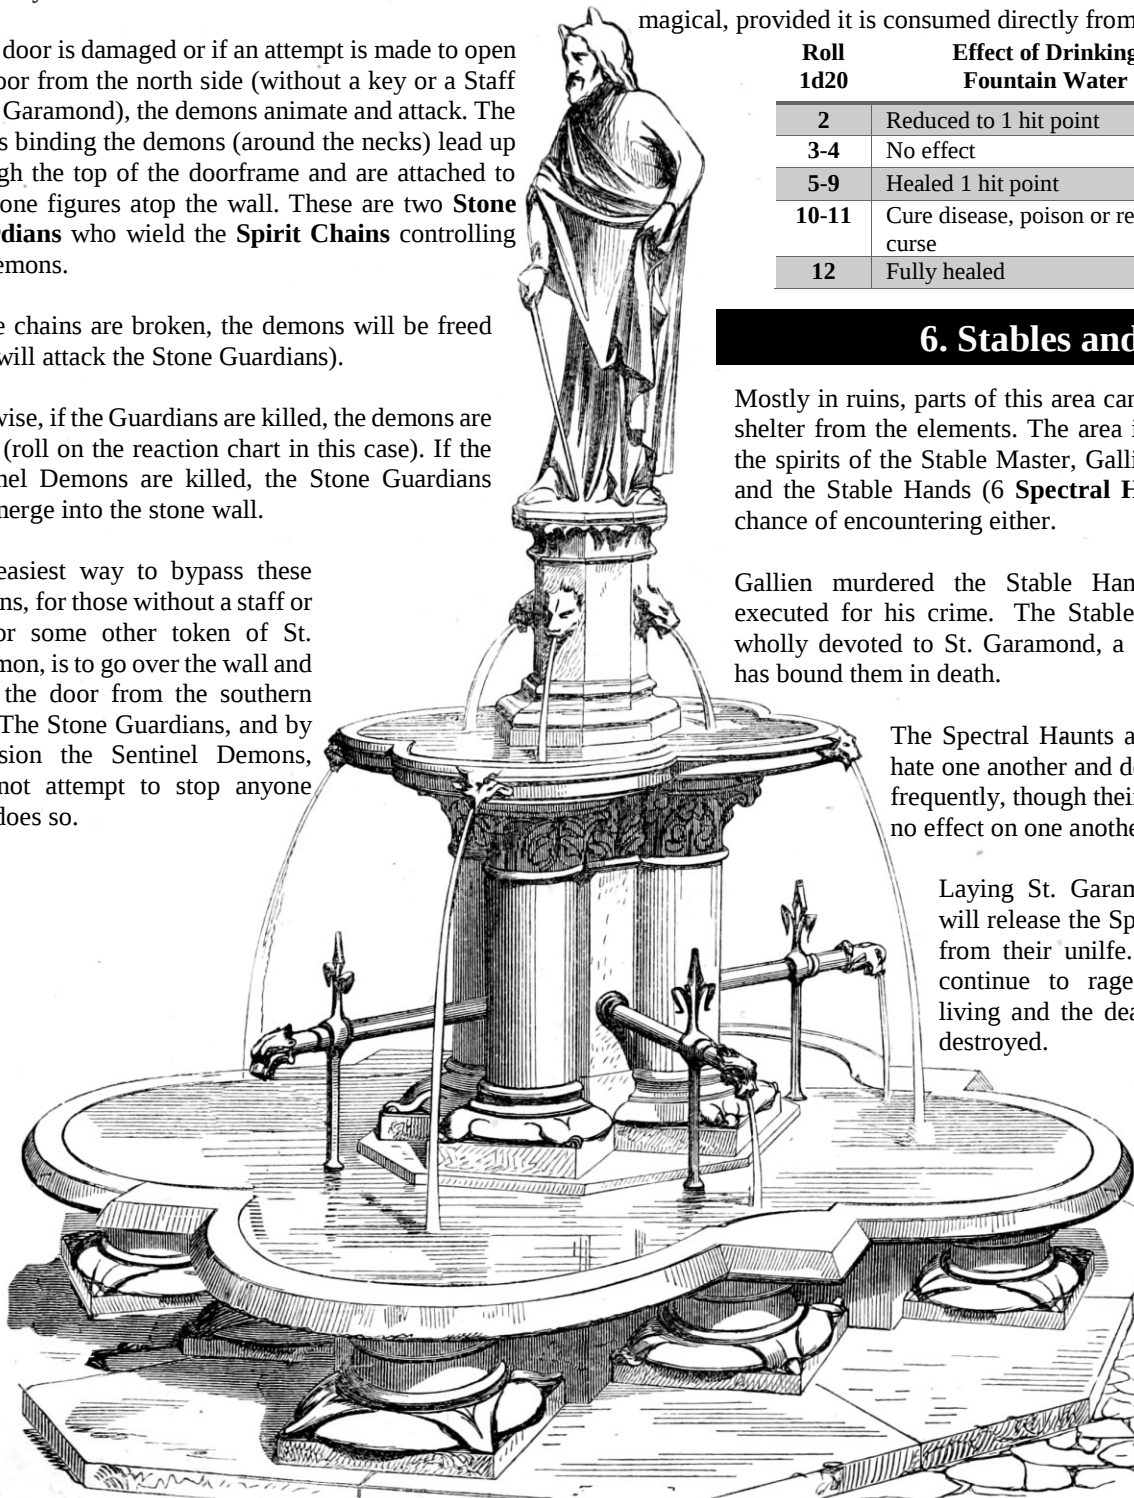 door is damaged or if an attempt is made to open
oor from the north side (without a key or a Staff
Garamond), the demons animate and attack. The
s binding the demons (around the necks) lead up
gh the top of the doorframe and are attached to
one figures atop the wall. These are two Stone
rdians who wield the Spirit Chains controlling
emons.
e chains are broken, the demons will be freed
will attack the Stone Guardians).
wise, if the Guardians are killed, the demons are
(roll on the reaction chart in this case). If the
nel Demons are killed, the Stone Guardians
merge into the stone wall.
easiest way to bypass these
ns, for those without a staff or
or some other token of St.
mon, is to go over the wall and
the door from the southern
The Stone Guardians, and by
sion the Sentinel Demons,
not attempt to stop anyone
does so.
magical, provided it is consumed directly from
Roll Effect of Drinking
1d20 Fountain Water
2 Reduced to 1 hit point
3-4 No effect
5-9 Healed 1 hit point
10-11 Cure disease, poison or re
curse
12 Fully healed
6. Stables and
Mostly in ruins, parts of this area can
shelter from the elements. The area i
the spirits of the Stable Master, Galli
and the Stable Hands (6 Spectral H
chance of encountering either.
Gallien murdered the Stable Han
executed for his crime. The Stable
wholly devoted to St. Garamond, a
has bound them in death.
The Spectral Haunts a
hate one another and d
frequently, though their
no effect on one anothe
Laying St. Garam
will release the Sp
from their unilfe.
continue to rage
living and the dea
destroyed.